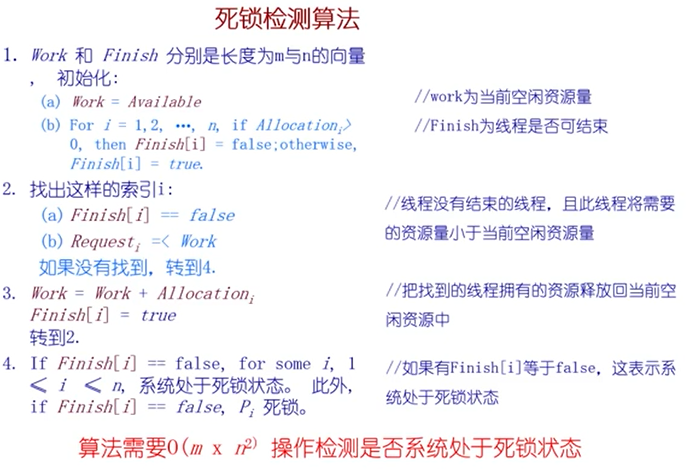 死锁检测算法
1. Work 和 Finish 分别是长度为m与n的向量
， 初始化:
(a) Work = Available
//work为当前空闲资源量
(b) For i = 1,2, …, n, if Allocationᵢ>
//Finish为线程是否可结束
0, then Finish[i] = false;otherwise,
Finish[i] = true.
2. 找出这样的索引i:
(a) Finish[i] == false
(b) Requestᵢ =< Work
如果没有找到，转到4.
//线程没有结束的线程，且此线程将需要
的资源量小于当前空闲资源量
3. Work = Work + Allocationᵢ
Finish[i] = true
转到2.
//把找到的线程拥有的资源释放回当前空
闲资源中
4. If Finish[i] == false, for some i, 1
≤ i ≤ n, 系统处于死锁状态。 此外,
if Finish[i] == false, Pᵢ 死锁。
//如果有Finish[i]等于false，这表示系
统处于死锁状态
算法需要O(m x n²⁾ 操作检测是否系统处于死锁状态